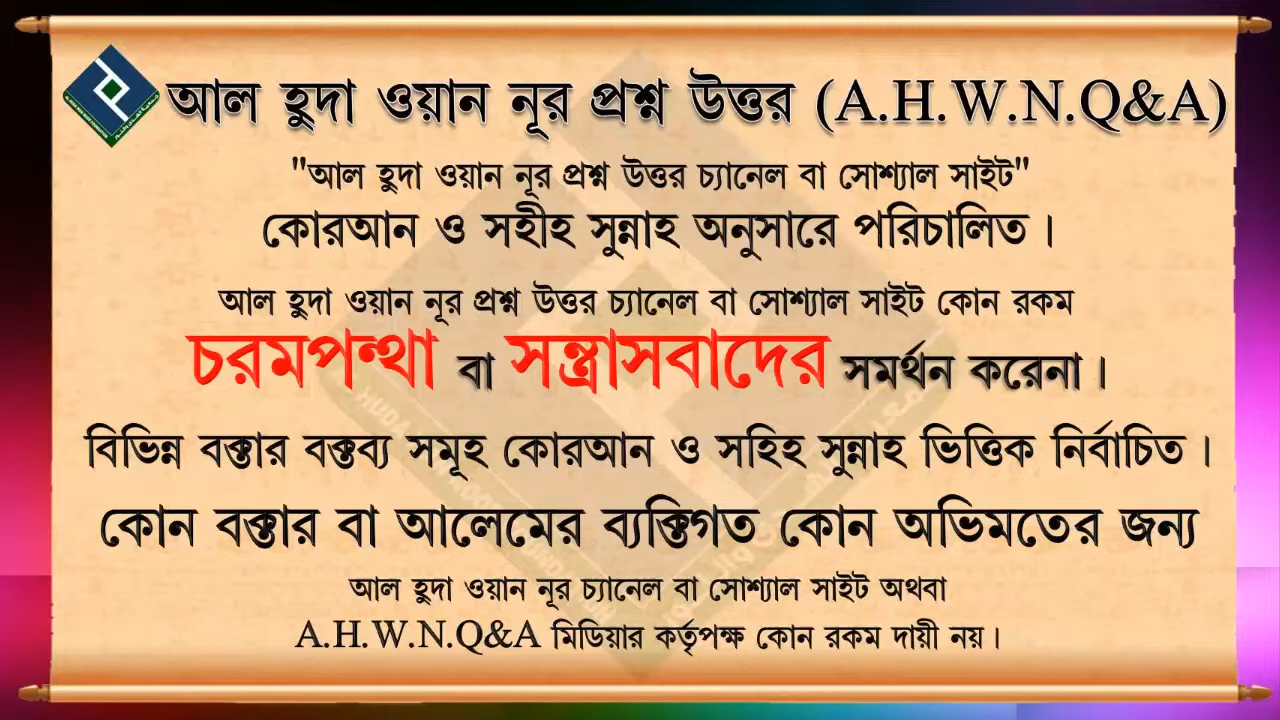 আল হুদা ওয়ান নূর প্রশ্ন উত্তর (A.H.W.N.Q&A)
"আল হুদা ওয়ান নূর প্রশ্ন উত্তর চ্যানেল বা সোশ্যাল সাইট"
কোরআন ও সহীহ সুন্নাহ অনুসারে পরিচালিত।
আল হুদা ওয়ান নূর প্রশ্ন উত্তর চ্যানেল বা সোশ্যাল সাইট কোন রকম
চরমপন্থা বা সন্ত্রাসবাদের সমর্থন করেনা।
বিভিন্ন বক্তার বক্তব্য সমূহ কোরআন ও সহিহ সুন্নাহ ভিত্তিক নির্বাচিত।
কোন বক্তার বা আলেমের ব্যক্তিগত কোন অভিমতের জন্য
আল হুদা ওয়ান নূর চ্যানেল বা সোশ্যাল সাইট অথবা
A.H.W.N.Q&A মিডিয়ার কর্তৃপক্ষ কোন রকম দায়ী নয়।